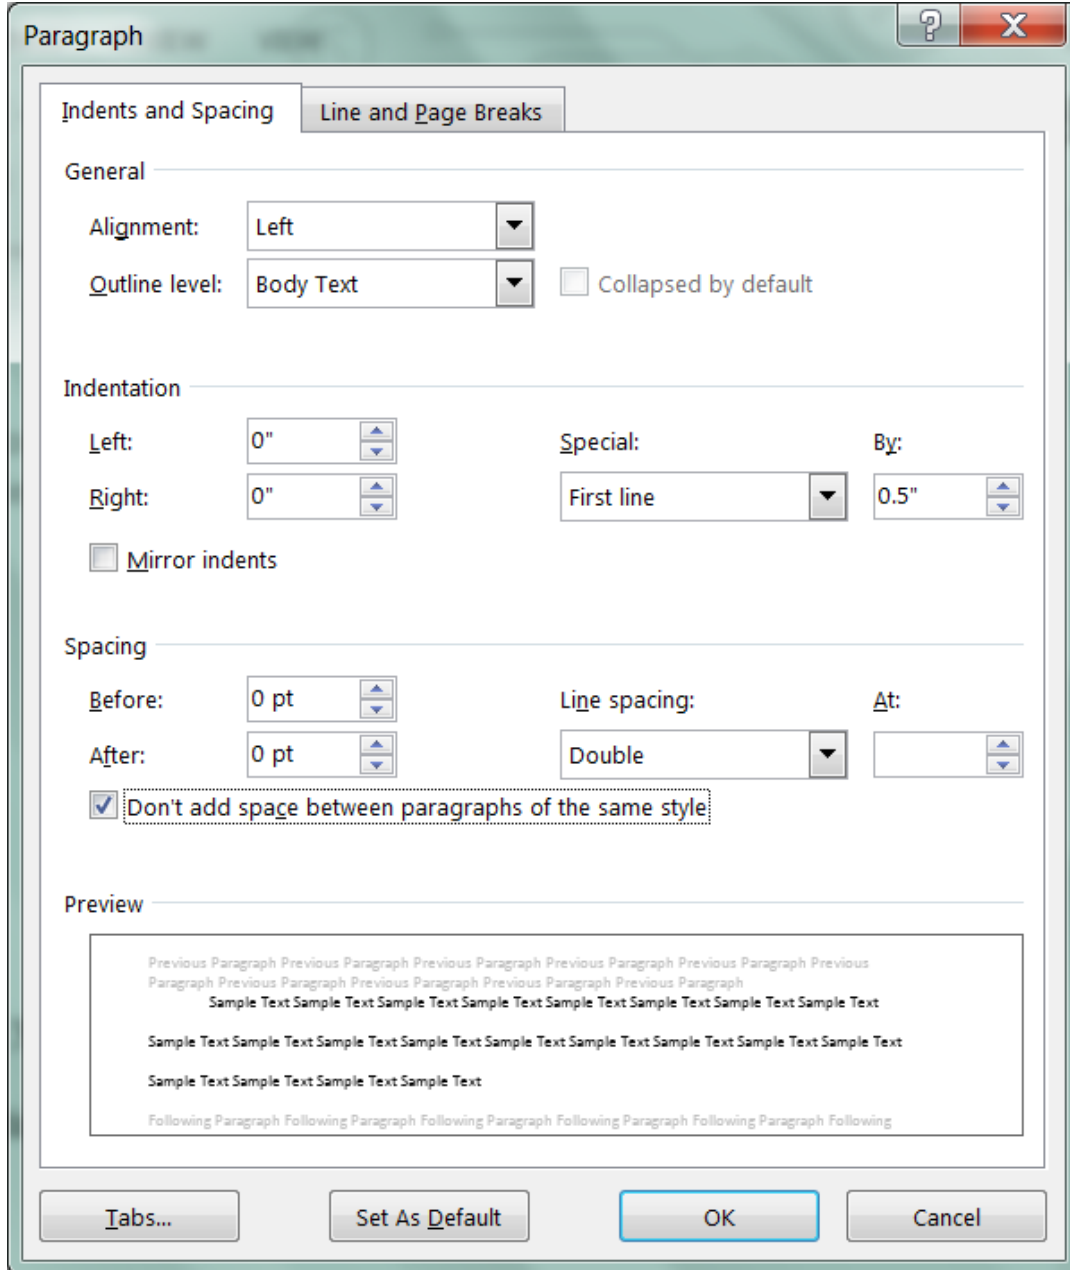 Paragraph
Indents and Spacing
Line and Page Breaks
General
Alignment: Left
Outline level: Body Text Collapsed by default
Indentation
Left: 0" Special: By:
Right: 0" First line 0.5"
Mirror indents
Spacing
Before: 0 pt Line spacing: At:
After: 0 pt Double
Don't add space between paragraphs of the same style
Preview
Previous Paragraph Previous Paragraph Previous Paragraph Previous Paragraph Previous Paragraph Previous
Paragraph Previous Paragraph Previous Paragraph Previous Paragraph Previous Paragraph
Sample Text Sample Text Sample Text Sample Text Sample Text Sample Text Sample Text Sample Text
Sample Text Sample Text Sample Text Sample Text Sample Text Sample Text Sample Text Sample Text Sample Text
Sample Text Sample Text Sample Text Sample Text
Following Paragraph Following Paragraph Following Paragraph Following Paragraph Following Paragraph Following
Tabs... Set As Default OK Cancel